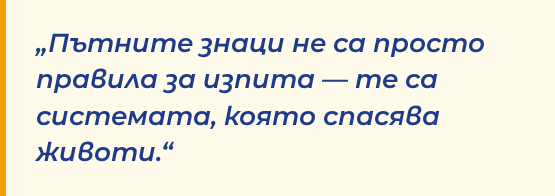 „Пътните знаци не са просто
правила за изпита — те са
системата, която спасява
животи.“